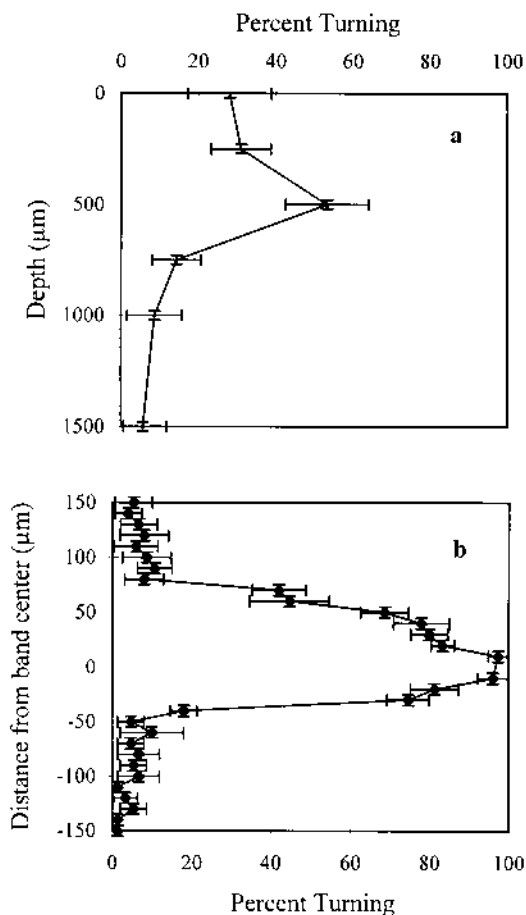 Percent Turning
0 20 40 60 80 100
0
a
500
Depth (µm)
1000
1500
150
b
100
50
0
Distance from band center (µm)
-50
-100
-150
0 20 40 60 80 100
Percent Turning